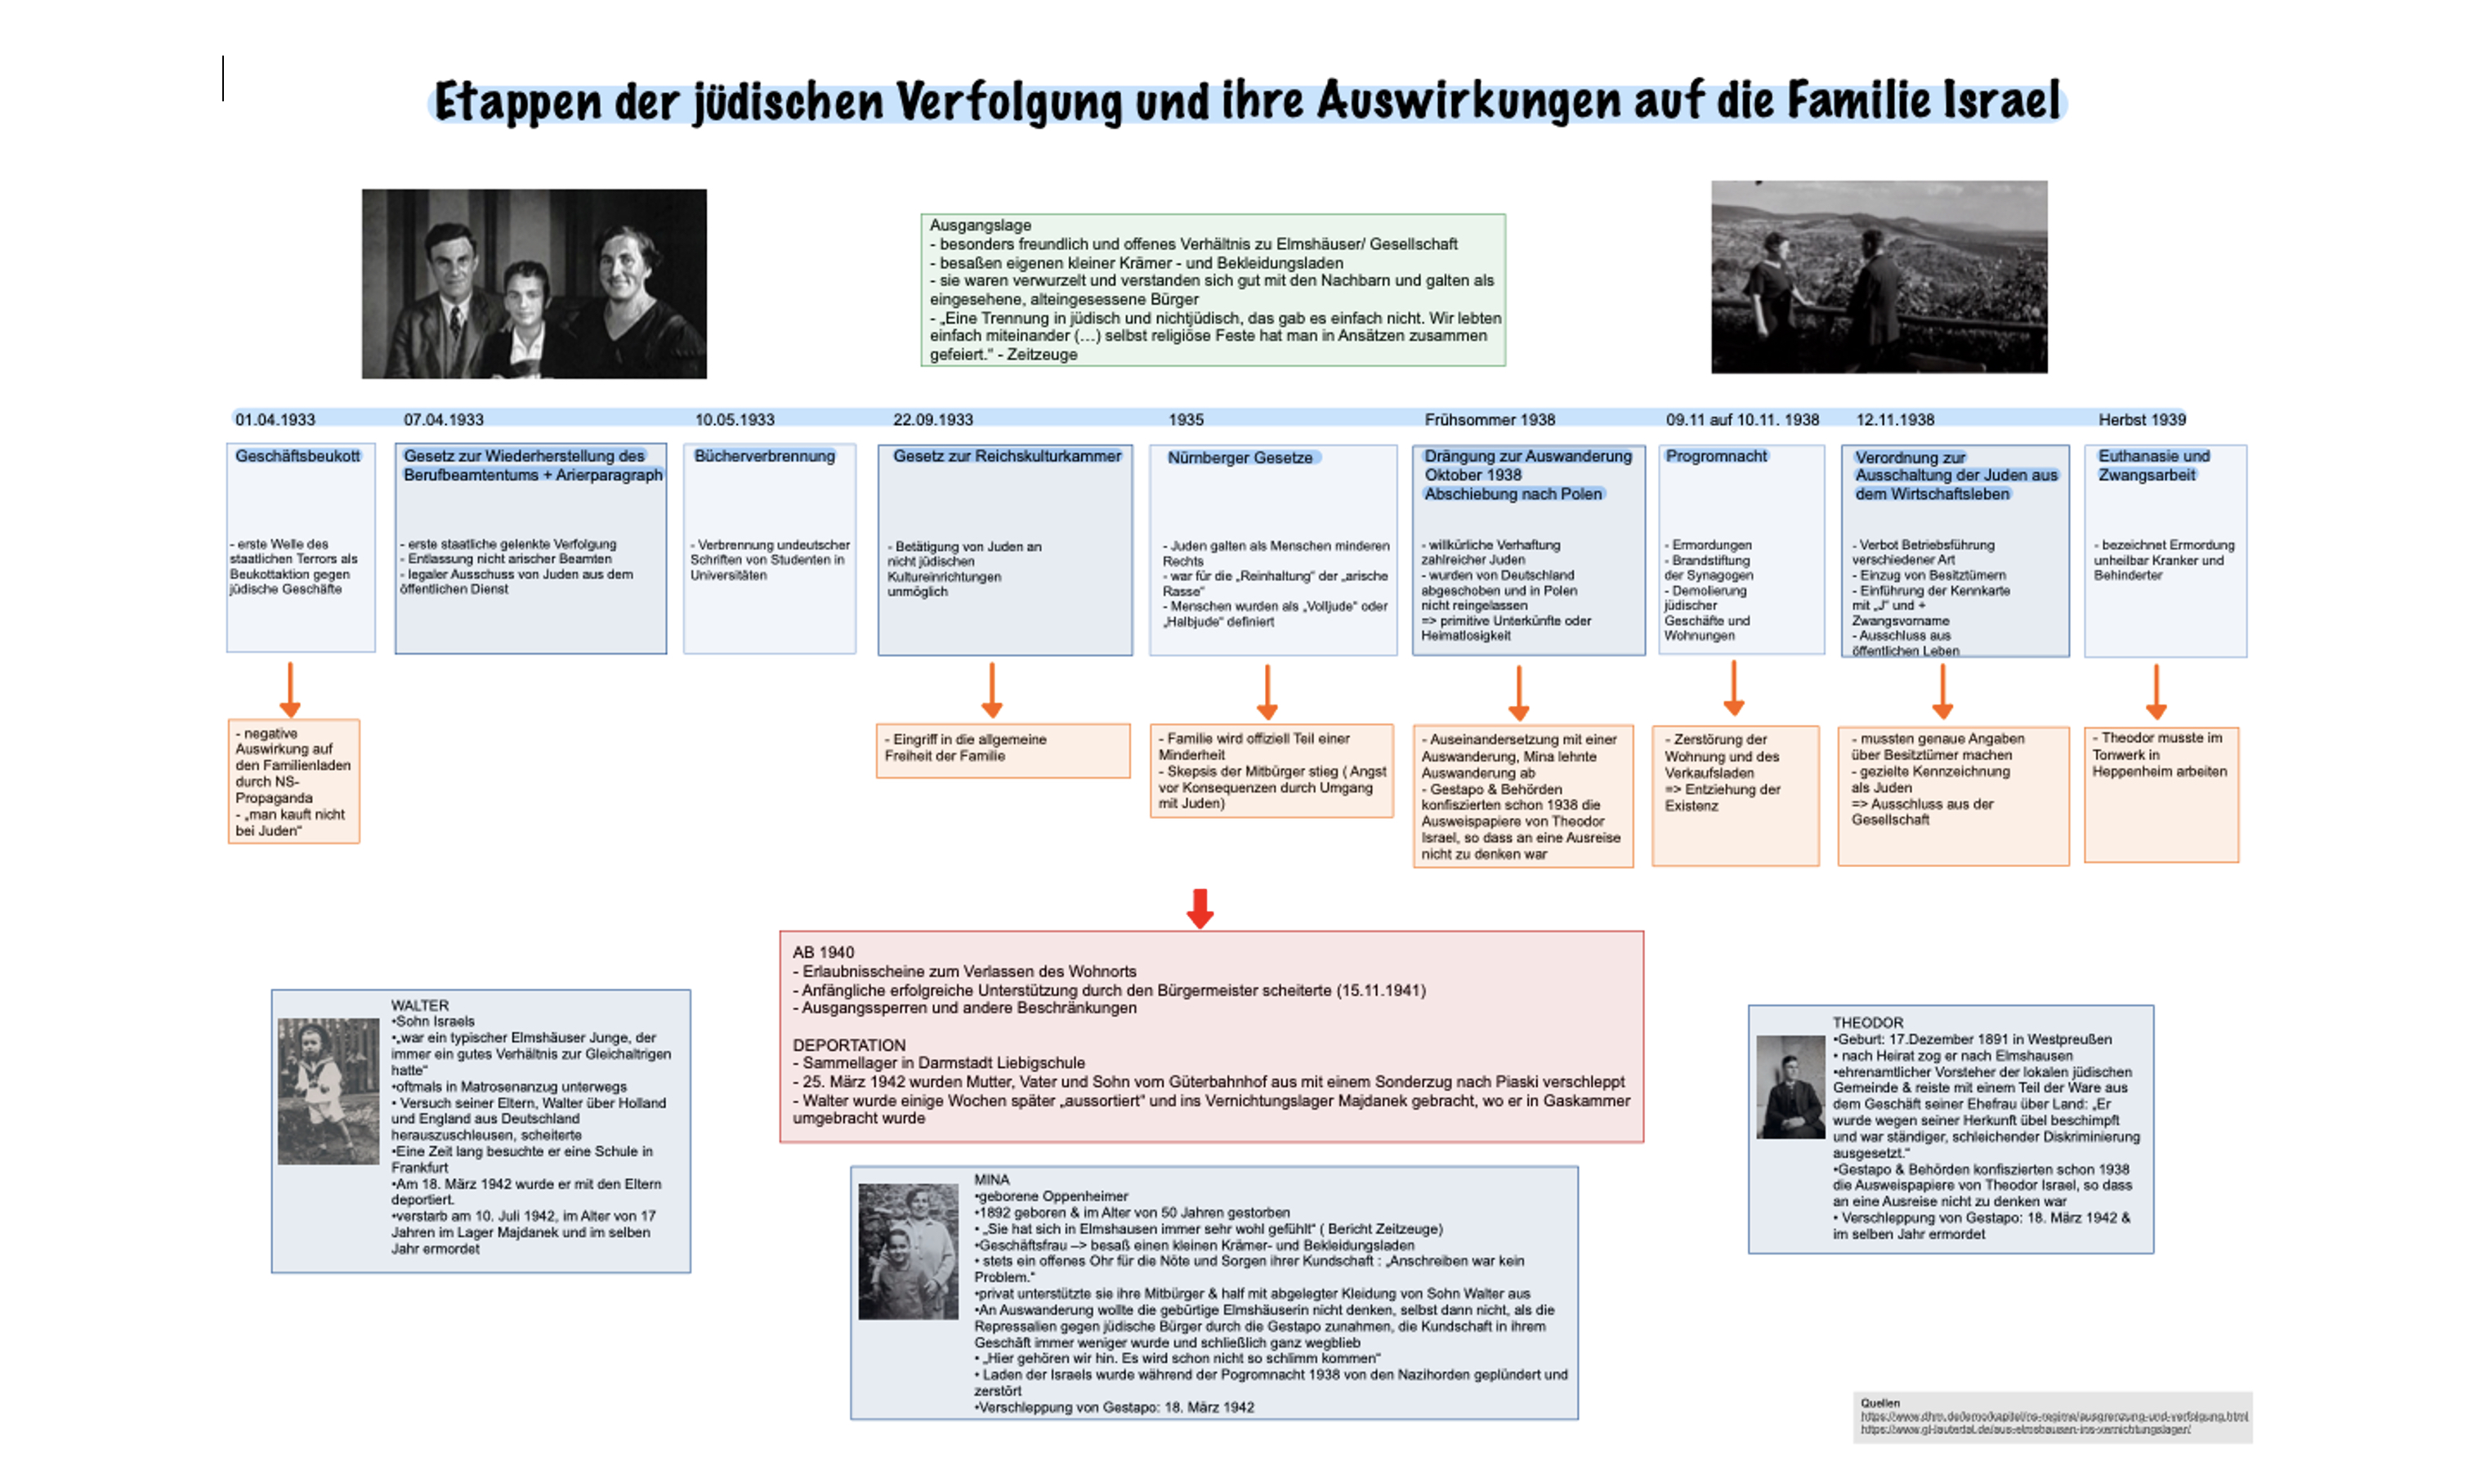 Etappen der jüdischen Verfolgung und ihre Auswirkungen auf die Familie Israel
Ausgangslage
- besonders freundlich und offenes Verhältnis zu Elmshäuser/ Gesellschaft
- besaßen eigenen kleiner Krämer - und Bekleidungsladen
- sie waren verwurzelt und verstanden sich gut mit den Nachbarn und galten als
eingesehene, alteingesessene Bürger
- „Eine Trennung in jüdisch und nichtjüdisch, das gab es einfach nicht. Wir lebten
einfach miteinander (...) selbst religiöse Feste hat man in Ansätzen zusammen
gefeiert.“ - Zeitzeuge
01.04.1933
Geschäftsbeukott
- erste Welle des
staatlichen Terrors als
Beukottaktion gegen
jüdische Geschäfte
- negative
Auswirkung auf
den Familienladen
durch NS-
Propaganda
- „man kauft nicht
bei Juden“
07.04.1933
Gesetz zur Wiederherstellung des
Berufbeamtentums + Arierparagraph
- erste staatliche gelenkte Verfolgung
- Entlassung nicht arischer Beamten
- legaler Ausschuss von Juden aus dem
öffentlichen Dienst
10.05.1933
Bücherverbrennung
- Verbrennung undeutscher
Schriften von Studenten in
Universitäten
22.09.1933
Gesetz zur Reichskulturkammer
- Betätigung von Juden an
nicht jüdischen
Kultureinrichtungen
unmöglich
- Eingriff in die allgemeine
Freiheit der Familie
1935
Nürnberger Gesetze
- Juden galten als Menschen minderen
Rechts
- war für die „Reinhaltung“ der „arische
Rasse“
- Menschen wurden als „Volljude“ oder
„Halbjude“ definiert
- Familie wird offiziell Teil einer
Minderheit
- Skepsis der Mitbürger stieg ( Angst
vor Konsequenzen durch Umgang
mit Juden)
Frühsommer 1938
Drängung zur Auswanderung
Oktober 1938
Abschiebung nach Polen
- willkürliche Verhaftung
zahlreicher Juden
- wurden von Deutschland
abgeschoben und in Polen
nicht reingelassen
=> primitive Unterkünfte oder
Heimatlosigkeit
- Auseinandersetzung mit einer
Auswanderung, Mina lehnte
Auswanderung ab
- Gestapo & Behörden
konfiszierten schon 1938 die
Ausweispapiere von Theodor
Israel, so dass an eine Ausreise
nicht zu denken war
09.11 auf 10.11. 1938
Progromnacht
- Ermordungen
- Brandstiftung
der Synagogen
- Demolierung
jüdischer
Geschäfte und
Wohnungen
- Zerstörung der
Wohnung und des
Verkaufsladen
=> Entziehung der
Existenz
12.11.1938
Verordnung zur
Ausschaltung der Juden aus
dem Wirtschaftsleben
- Verbot Betriebsführung
verschiedener Art
- Einzug von Besitztümern
- Einführung der Kennkarte
mit „J“ und +
Zwangsvorname
- Ausschluss aus
öffentlichen Leben
- mussten genaue Angaben
über Besitztümer machen
- gezielte Kennzeichnung
als Juden
=> Ausschluss aus der
Gesellschaft
Herbst 1939
Euthanasie und
Zwangsarbeit
- bezeichnet Ermordung
unheilbar Kranker und
Behinderter
- Theodor musste im
Tonwerk in
Heppenheim arbeiten
AB 1940
- Erlaubnisscheine zum Verlassen des Wohnorts
- Anfängliche erfolgreiche Unterstützung durch den Bürgermeister scheiterte (15.11.1941)
- Ausgangssperren und andere Beschränkungen
DEPORTATION
- Sammellager in Darmstadt Liebigschule
- 25. März 1942 wurden Mutter, Vater und Sohn vom Güterbahnhof aus mit einem Sonderzug nach Piaski verschleppt
- Walter wurde einige Wochen später „aussortiert“ und ins Vernichtungslager Majdanek gebracht, wo er in Gaskammer
umgebracht wurde
WALTER
•Sohn Israels
•„war ein typischer Elmshäuser Junge, der
immer ein gutes Verhältnis zur Gleichaltrigen
hatte“
•oftmals in Matrosenanzug unterwegs
• Versuch seiner Eltern, Walter über Holland
und England aus Deutschland
herauszuschleusen, scheiterte
•Eine Zeit lang besuchte er eine Schule in
Frankfurt
•Am 18. März 1942 wurde er mit den Eltern
deportiert.
•verstarb am 10. Juli 1942, im Alter von 17
Jahren im Lager Majdanek und im selben
Jahr ermordet
MINA
•geborene Oppenheimer
•1892 geboren & im Alter von 50 Jahren gestorben
• „Sie hat sich in Elmshausen immer sehr wohl gefühlt“ ( Bericht Zeitzeuge)
•Geschäftsfrau –> besaß einen kleinen Krämer- und Bekleidungsladen
• stets ein offenes Ohr für die Nöte und Sorgen ihrer Kundschaft : „Anschreiben war kein
Problem.“
•privat unterstützte sie ihre Mitbürger & half mit abgelegter Kleidung von Sohn Walter aus
•An Auswanderung wollte die gebürtige Elmshäuserin nicht denken, selbst dann nicht, als die
Repressalien gegen jüdische Bürger durch die Gestapo zunahmen, die Kundschaft in ihrem
Geschäft immer weniger wurde und schließlich ganz wegblieb
• „Hier gehören wir hin. Es wird schon nicht so schlimm kommen“
• Laden der Israels wurde während der Pogromnacht 1938 von den Nazihorden geplündert und
zerstört
•Verschleppung von Gestapo: 18. März 1942
THEODOR
•Geburt: 17.Dezember 1891 in Westpreußen
• nach Heirat zog er nach Elmshausen
•ehrenamtlicher Vorsteher der lokalen jüdischen
Gemeinde & reiste mit einem Teil der Ware aus
dem Geschäft seiner Ehefrau über Land: „Er
wurde wegen seiner Herkunft übel beschimpft
und war ständiger, schleichender Diskriminierung
ausgesetzt.“
•Gestapo & Behörden konfiszierten schon 1938
die Ausweispapiere von Theodor Israel, so dass
an eine Ausreise nicht zu denken war
• Verschleppung von Gestapo: 18. März 1942 &
im selben Jahr ermordet
Quellen
https://www.dhm.de/lemo/kapitel/ns-regime/ausgrenzung-und-verfolgung.html
https://www.gl-lautertal.de/aus-elmshausen-ins-vernichtungslager/